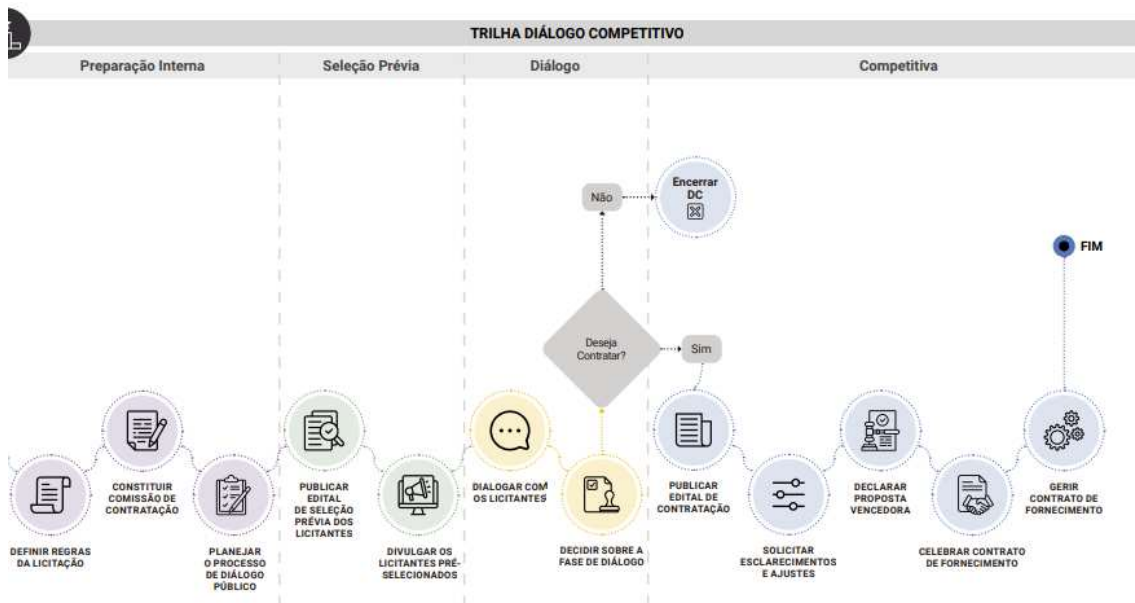 TRILHA DIÁLOGO COMPETITIVO
Preparação Interna
Seleção Prévia
Diálogo
Competitiva
Encerrar
DC
Não
FIM
Deseja
Contratar?
Sim
DEFINIR REGRAS
DA LICITAÇÃO
CONSTITUIR
COMISSÃO DE
CONTRATAÇÃO
PLANEJAR
O PROCESSO
DE DIÁLOGO
PÚBLICO
PUBLICAR
EDITAL
DE SELEÇÃO
PRÉVIA DOS
LICITANTES
DIVULGAR OS
LICITANTES PRÉ-
SELECIONADOS
DIALOGAR COM
OS LICITANTES
DECIDIR SOBRE A
FASE DE DIÁLOGO
PUBLICAR
EDITAL DE
CONTRATAÇÃO
SOLICITAR
ESCLARECIMENTOS
E AJUSTES
DECLARAR
PROPOSTA
VENCEDORA
CELEBRAR CONTRATO
DE FORNECIMENTO
GERIR
CONTRATO DE
FORNECIMENTO